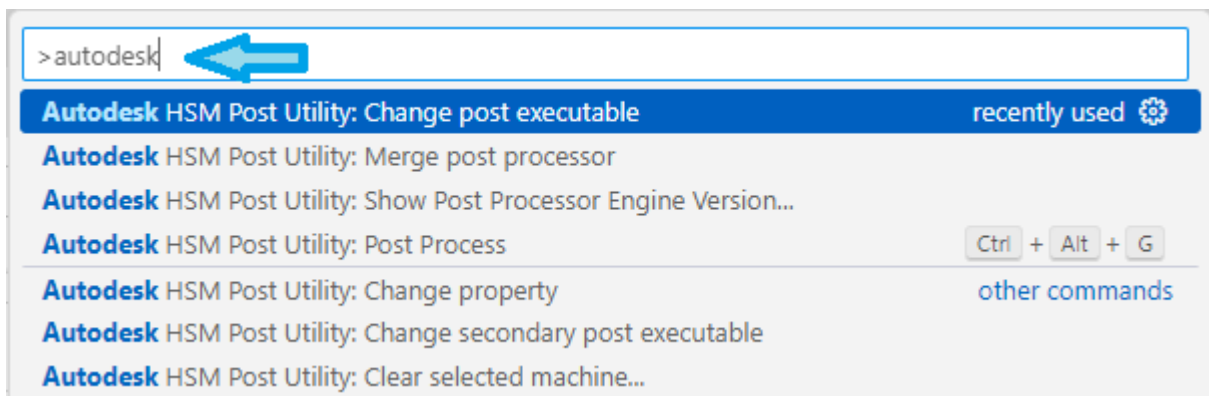 >autodesk
Autodesk HSM Post Utility: Change post executable recently used
Autodesk HSM Post Utility: Merge post processor
Autodesk HSM Post Utility: Show Post Processor Engine Version...
Autodesk HSM Post Utility: Post Process Ctrl + Alt + G
Autodesk HSM Post Utility: Change property other commands
Autodesk HSM Post Utility: Change secondary post executable
Autodesk HSM Post Utility: Clear selected machine...